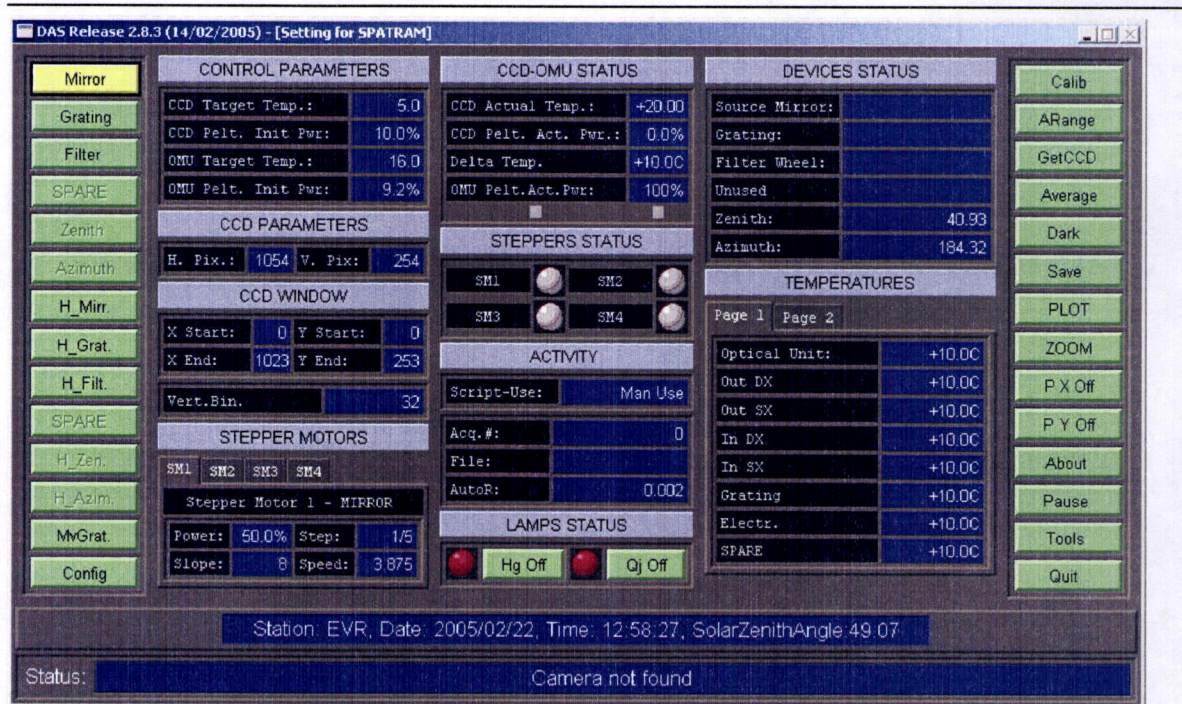 DAS Release 2.8.3 (14/02/2005) - [Setting for SPATRAM]
Mirror
Grating
Filter
SPARE
Zenith
Azimuth
H_Mirr.
H_Grat.
H_Filt.
SPARE
H_Zen.
H_Azim.
MvGrat.
Config
CONTROL PARAMETERS
CCD Target Temp.: 5.0
CCD Pelt. Init Pwr: 10.0%
OMU Target Temp.: 16.0
OMU Pelt. Init Pwr: 9.2%
CCD PARAMETERS
H. Pix.: 1054 V. Pix: 254
CCD WINDOW
X Start: 0 Y Start: 0
X End: 1023 Y End: 253
Vert.Bin. 32
STEPPER MOTORS
SM1 SM2 SM3 SM4
Stepper Motor 1 - MIRROR
Power: 50.0% Step: 1/5
Slope: 8 Speed: 3.875
CCD-OMU STATUS
CCD Actual Temp.: +20.00
CCD Pelt. Act. Pwr.: 0.0%
Delta Temp. +10.0C
OMU Pelt.Act.Pwr: 100%
STEPPERS STATUS
SM1 SM2
SM3 SM4
ACTIVITY
Script-Use: Man Use
Acq.#: 0
File:
AutoR: 0.002
LAMPS STATUS
Hg Off Qj Off
DEVICES STATUS
Source Mirror:
Grating:
Filter Wheel:
Unused
Zenith: 40.93
Azimuth: 184.32
TEMPERATURES
Page 1 Page 2
Optical Unit: +10.0C
Out DX +10.0C
Out SX +10.0C
In DX +10.0C
In SX +10.0C
Grating +10.0C
Electr. +10.0C
SPARE +10.0C
Calib
ARange
GetCCD
Average
Dark
Save
PLOT
ZOOM
P X Off
P Y Off
About
Pause
Tools
Quit
Station: EVR, Date: 2005/02/22, Time: 12:58:27, SolarZenithAngle:49.07
Status: Camera not found